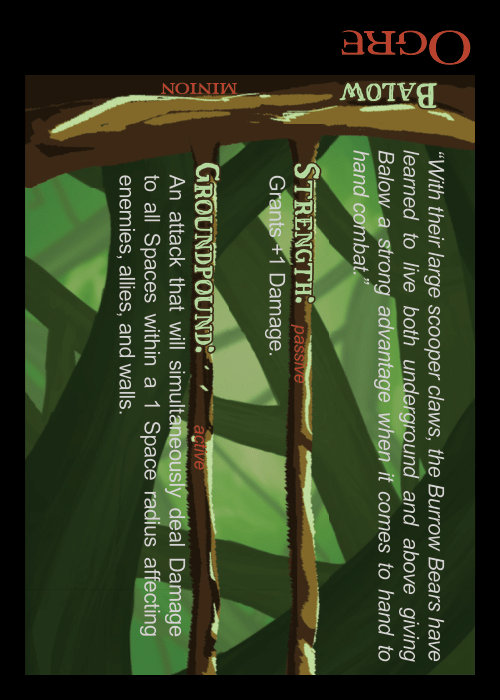 OGRE
BALOW
MINION
“With their large scooper claws, the Burrow Bears have
learned to live both underground and above giving
Balow a strong advantage when it comes to hand to
hand combat.”
STRENGTH:
passive
Grants +1 Damage.
GROUNDPOUND:
active
An attack that will simultaneously deal Damage
to all Spaces within a 1 Space radius affecting
enemies, allies, and walls.